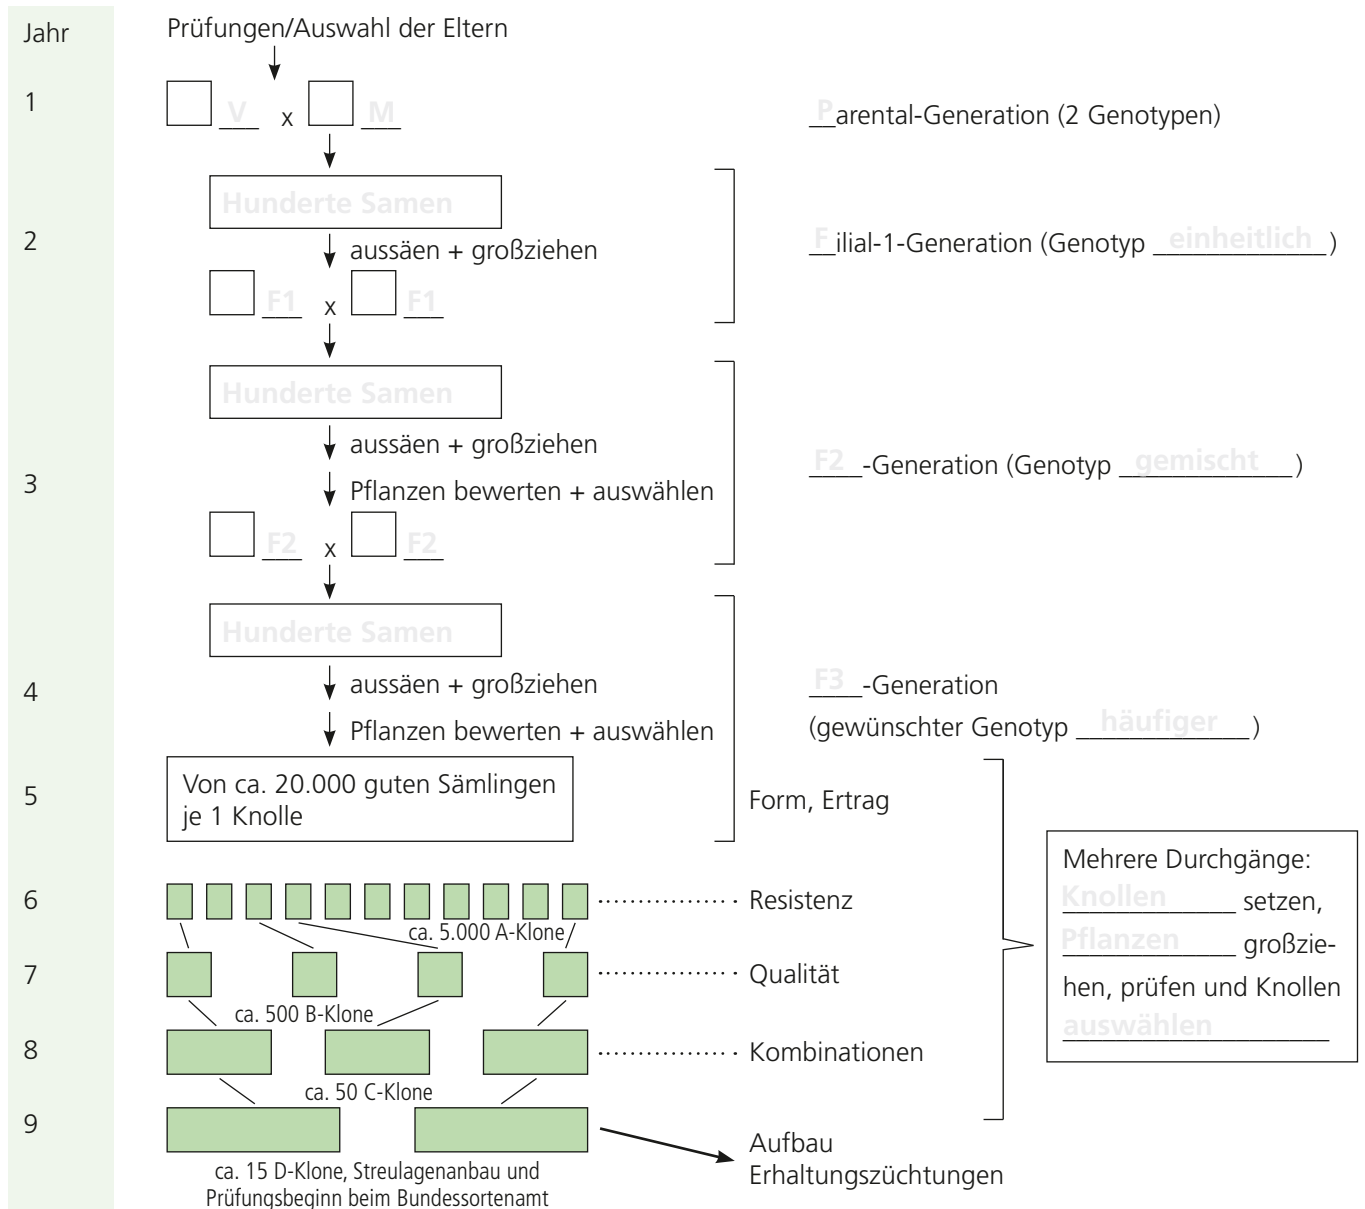 Jahr
Prüfungen/Auswahl der Eltern
1
V x M
Parental-Generation (2 Genotypen)
Hunderte Samen
2
aussäen + großziehen
Filial-1-Generation (Genotyp einheitlich)
F1 x F1
Hunderte Samen
aussäen + großziehen
F2-Generation (Genotyp gemischt)
3
Pflanzen bewerten + auswählen
F2 x F2
Hunderte Samen
4
aussäen + großziehen
F3-Generation
Pflanzen bewerten + auswählen
(gewünschter Genotyp häufiger)
5
Von ca. 20.000 guten Sämlingen
je 1 Knolle
Form, Ertrag
6
Resistenz
ca. 5.000 A-Klone
7
Qualität
ca. 500 B-Klone
8
Kombinationen
ca. 50 C-Klone
9
Aufbau
Erhaltungszüchtungen
ca. 15 D-Klone, Streulagenanbau und
Prüfungsbeginn beim Bundessortenamt
Mehrere Durchgänge:
Knollen setzen,
Pflanzen großzie-
hen, prüfen und Knollen
auswählen